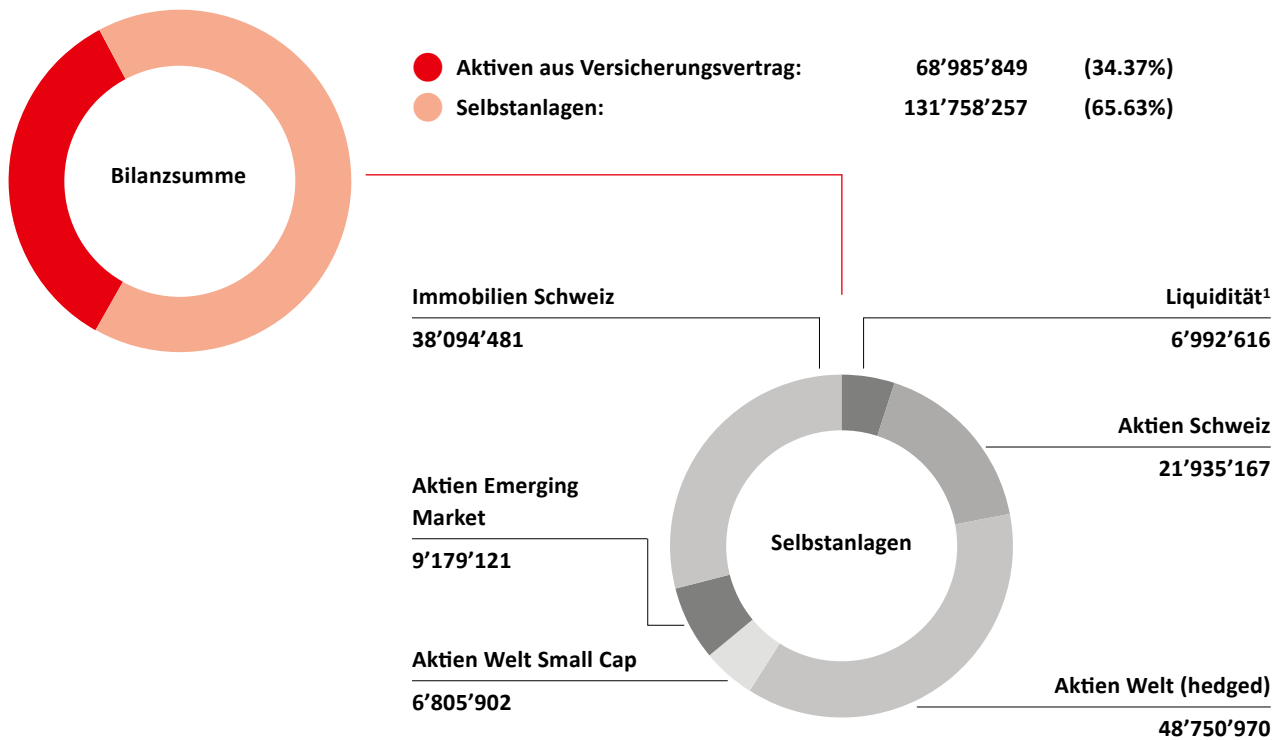 Aktiven aus Versicherungsvertrag: 68’985’849 (34.37%)
Selbstanlagen: 131’758’257 (65.63%)
Bilanzsumme
Immobilien Schweiz
38’094’481
Liquidität¹
6’992’616
Aktien Schweiz
21’935’167
Aktien Emerging
Market
9’179’121
Selbstanlagen
Aktien Welt Small Cap
6’805’902
Aktien Welt (hedged)
48’750’970